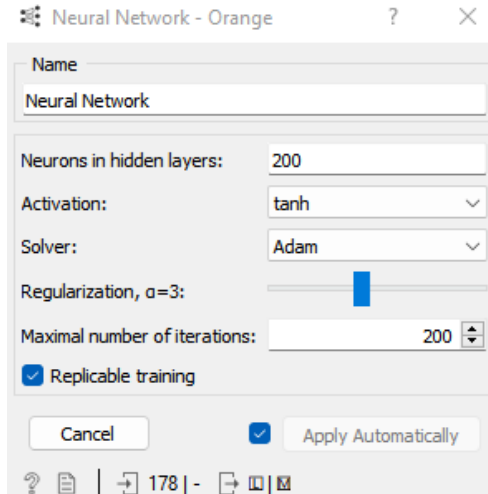 Neural Network - Orange ? ×
Name
Neural Network
Neurons in hidden layers: 200
Activation: tanh
Solver: Adam
Regularization, α=3:
Maximal number of iterations: 200
Replicable training
Cancel Apply Automatically
? 178 | - |